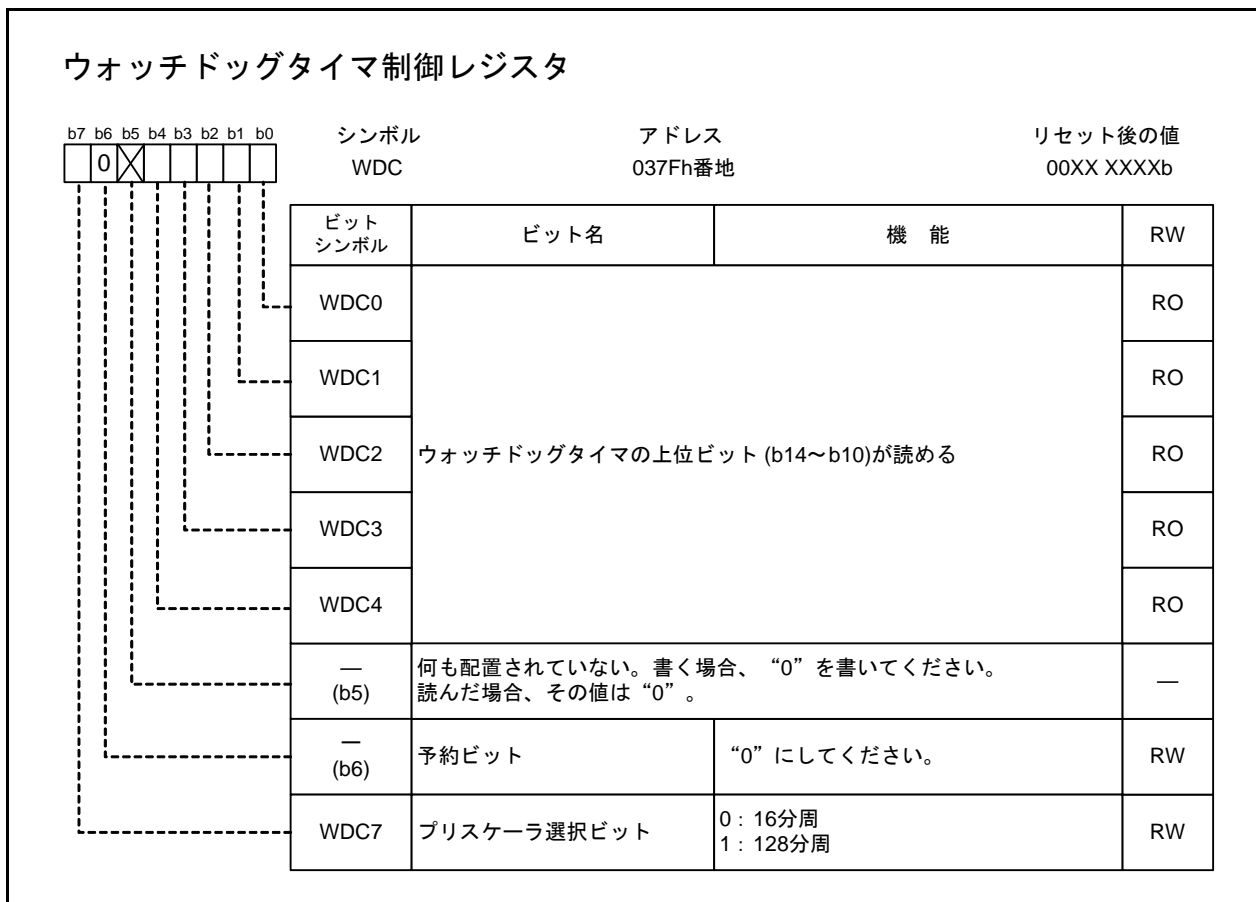 ウォッチドッグタイマ制御レジスタ
b7 b6 b5 b4 b3 b2 b1 b0
0
シンボル
WDC
アドレス
037Fh番地
リセット後の値
00XX XXXXb
ビット
シンボル
ビット名
機 能
RW
WDC0
RO
WDC1
RO
WDC2
ウォッチドッグタイマの上位ビット (b14～b10)が読める
RO
WDC3
RO
WDC4
RO
—
(b5)
何も配置されていない。書く場合、“0”を書いてください。
読んだ場合、その値は“0”。
—
—
(b6)
予約ビット
“0”にしてください。
RW
WDC7
プリスケーラ選択ビット
0：16分周
1：128分周
RW